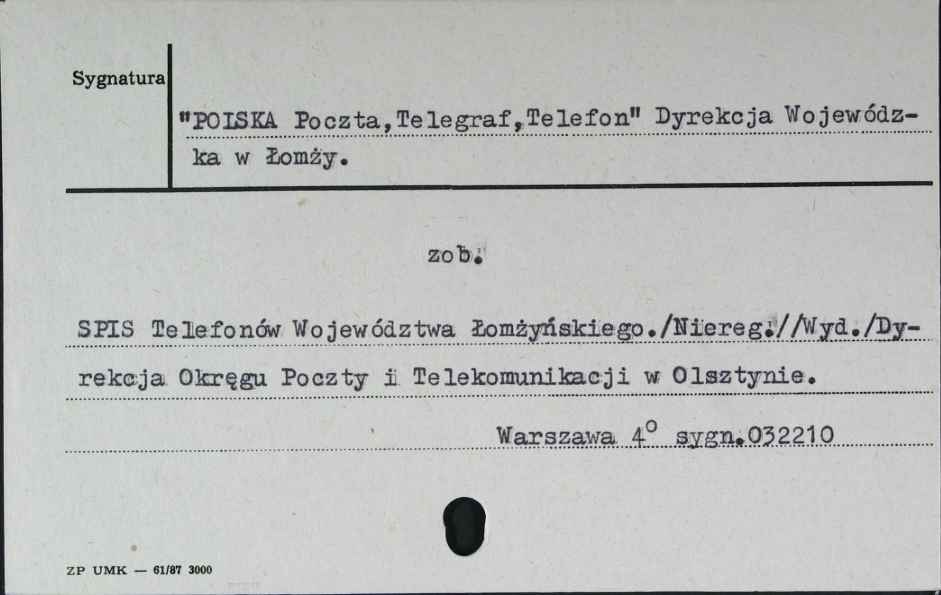 Sygnatura
"POLSKA Poczta,Telegraf,Telefon" Dyrekcja Wojewódz-
ka w Łomży.
zob.
SPIS Telefonów Województwa Łomżyńskiego./Niereg.//Wyd./Dy-
rekcja Okręgu Poczty i Telekomunikacji w Olsztynie.
Warszawa 4° sygn.032210
ZP UMK — 61/87 3000